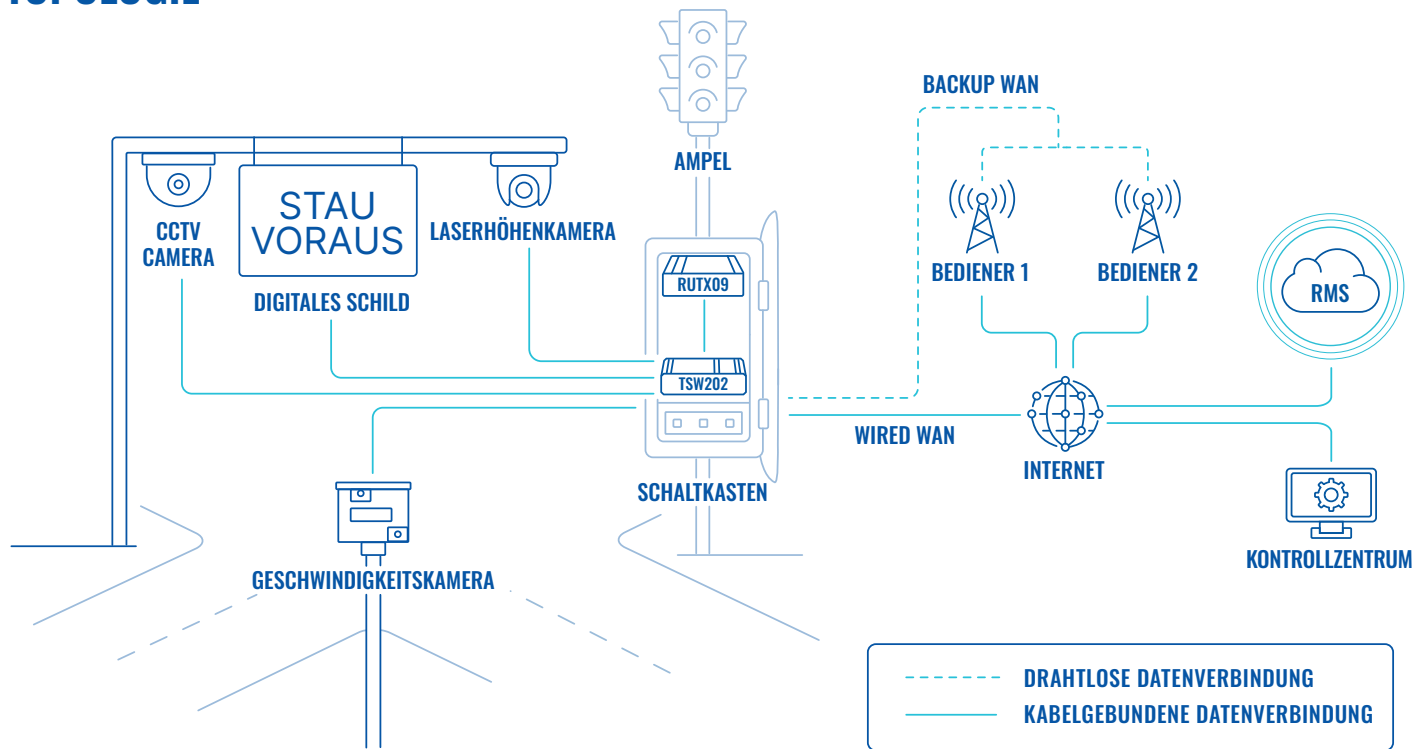 BACKUP WAN
AMPEL
STAU
VORAUS
CCTV
CAMERA
LASERHÖHENKAMERA
DIGITALES SCHILD
RUTX09
TSW202
BEDIENER 1
BEDIENER 2
RMS
WIRED WAN
INTERNET
SCHALTKASTEN
KONTROLLZENTRUM
GESCHWINDIGKEITSKAMERA
DRAHTLOSE DATENVERBINDUNG
KABELGEBUNDENE DATENVERBINDUNG